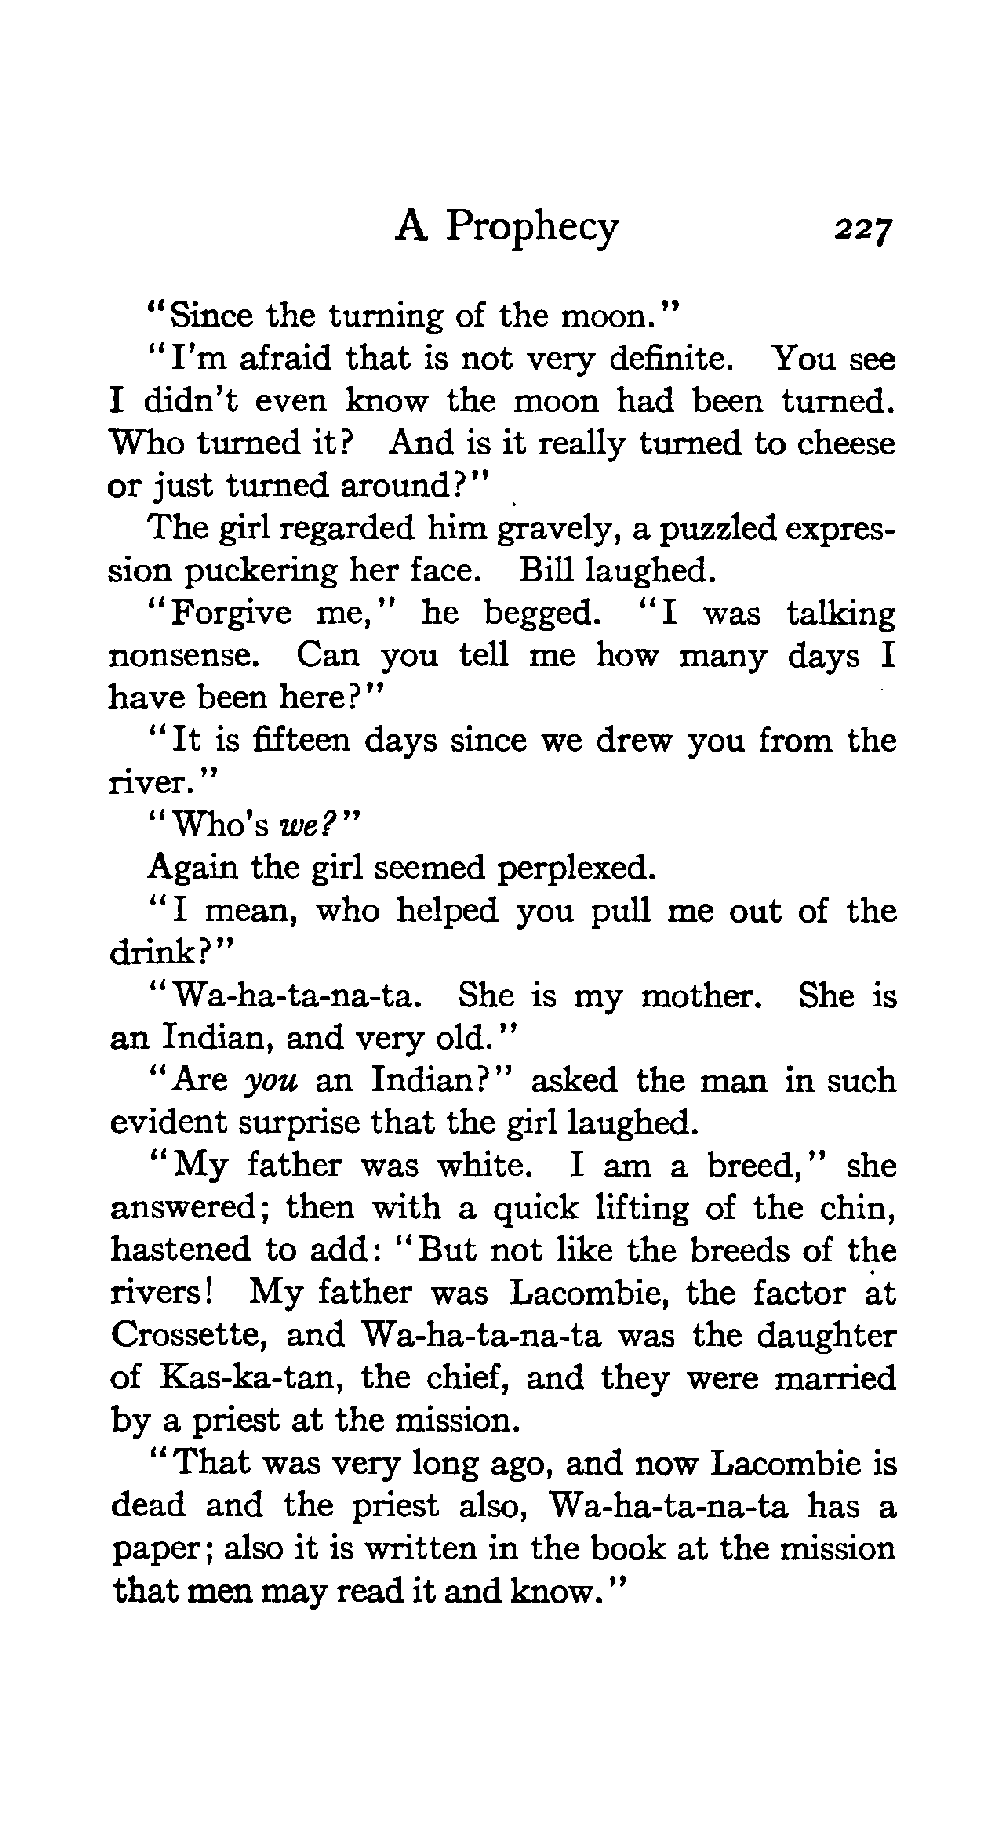 A Prophecy 227
"Since the turning of the moon."
"I'm afraid that is not very definite. You see
I didn't even know the moon had been turned.
Who turned it? And is it really turned to cheese
or just turned around?"
The girl regarded him gravely, a puzzled expres-
sion puckering her face. Bill laughed.
"Forgive me," he begged. "I was talking
nonsense. Can you tell me how many days I
have been here?"
"It is fifteen days since we drew you from the
river."
"Who's we?"
Again the girl seemed perplexed.
"I mean, who helped you pull me out of the
drink?"
"Wa-ha-ta-na-ta. She is my mother. She is
an Indian, and very old."
"Are you an Indian?" asked the man in such
evident surprise that the girl laughed.
"My father was white. I am a breed," she
answered; then with a quick lifting of the chin,
hastened to add: "But not like the breeds of the
rivers! My father was Lacombie, the factor at
Crossette, and Wa-ha-ta-na-ta was the daughter
of Kas-ka-tan, the chief, and they were married
by a priest at the mission.
"That was very long ago, and now Lacombie is
dead and the priest also, Wa-ha-ta-na-ta has a
paper; also it is written in the book at the mission
that men may read it and know."